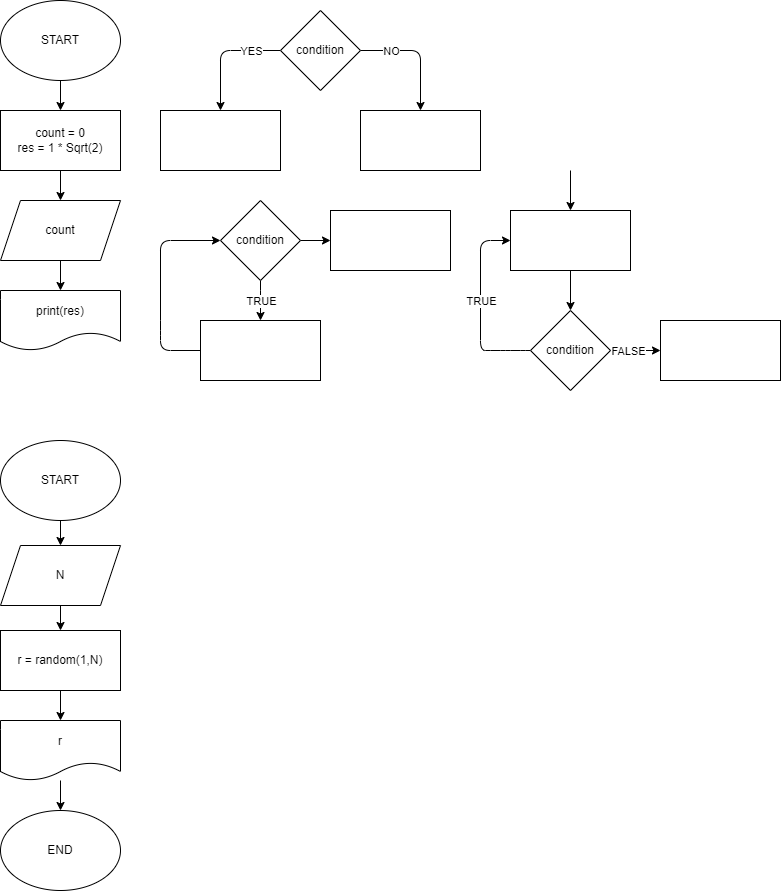 START
count = 0
res = 1 * Sqrt(2)
count
print(res)
YES
condition
NO
condition
TRUE
TRUE
condition
FALSE
START
N
r = random(1,N)
r
END